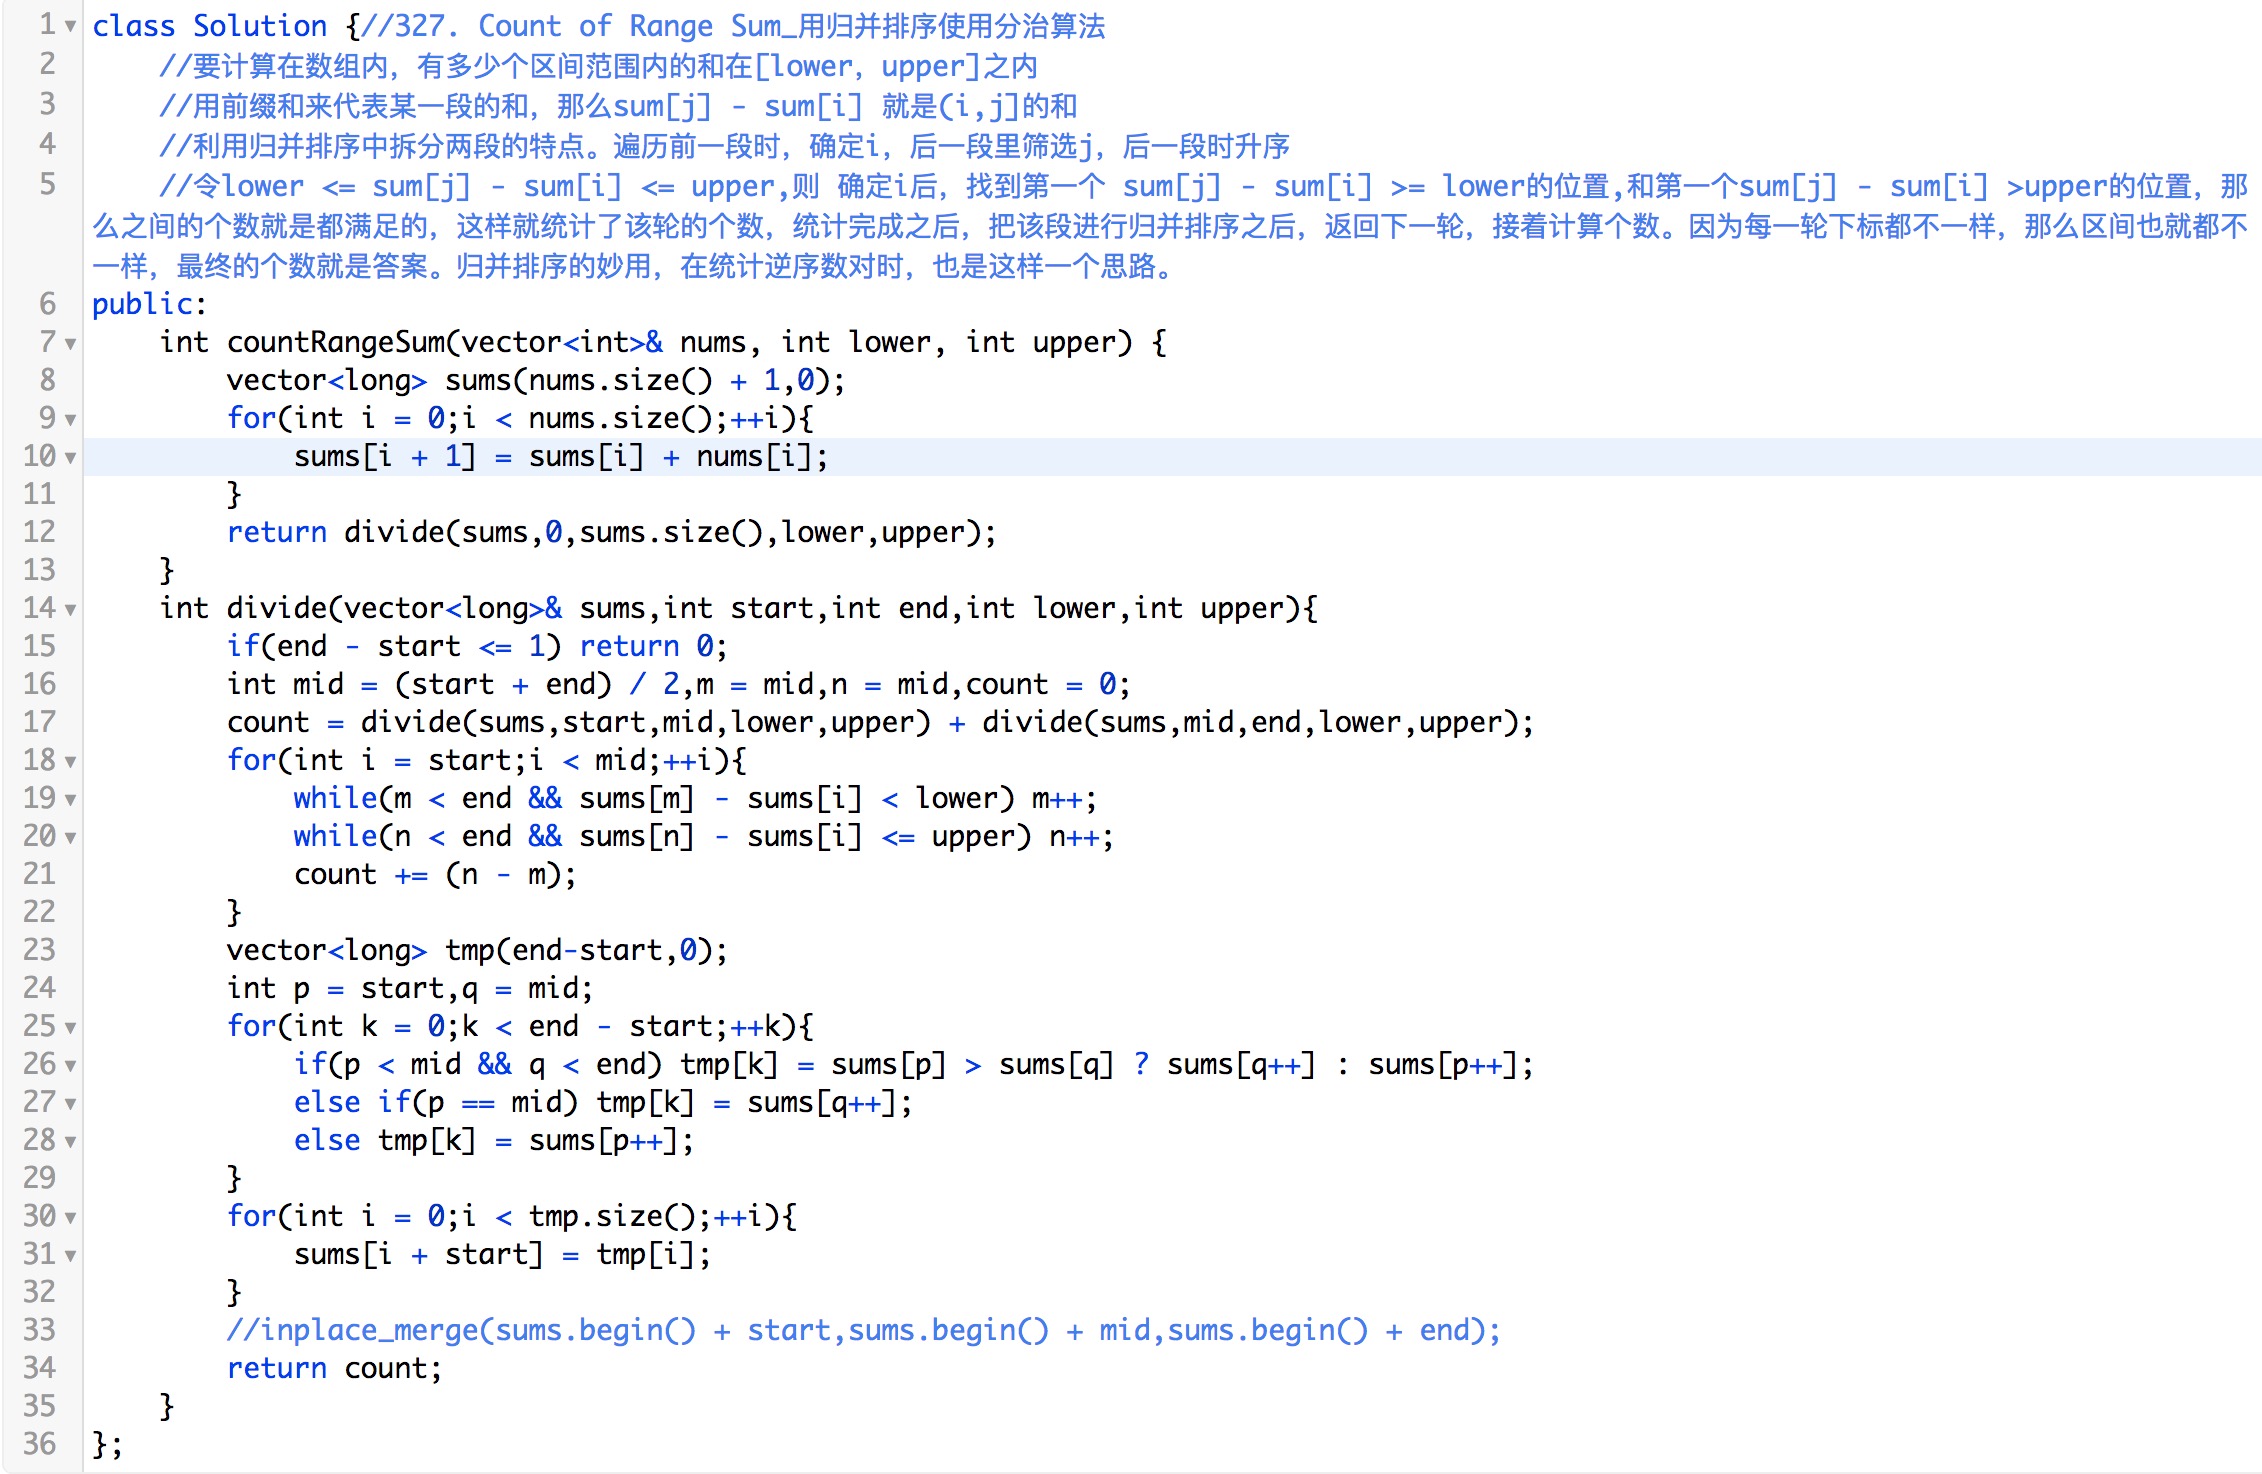 1 class Solution {//327. Count of Range Sum_用归并排序使用分治算法
2 //要计算在数组内，有多少个区间范围内的和在[lower, upper]之内
3 //用前缀和来代表某一段的和，那么sum[j] - sum[i] 就是(i,j]的和
4 //利用归并排序中拆分两段的特点。遍历前一段时，确定i，后一段里筛选j，后一段时升序
5 //令lower <= sum[j] - sum[i] <= upper,则 确定i后，找到第一个 sum[j] - sum[i] >= lower的位置,和第一个sum[j] - sum[i] >upper的位置，那
么之间的个数就是都满足的，这样就统计了该轮的个数，统计完成之后，把该段进行归并排序之后，返回下一轮，接着计算个数。因为每一轮下标都不一样，那么区间也就都不
一样，最终的个数就是答案。归并排序的妙用，在统计逆序数对时，也是这样一个思路。
6 public:
7 int countRangeSum(vector<int>& nums, int lower, int upper) {
8 vector<long> sums(nums.size() + 1,0);
9 for(int i = 0;i < nums.size();++i){
10 sums[i + 1] = sums[i] + nums[i];
11 }
12 return divide(sums,0,sums.size(),lower,upper);
13 }
14 int divide(vector<long>& sums,int start,int end,int lower,int upper){
15 if(end - start <= 1) return 0;
16 int mid = (start + end) / 2,m = mid,n = mid,count = 0;
17 count = divide(sums,start,mid,lower,upper) + divide(sums,mid,end,lower,upper);
18 for(int i = start;i < mid;++i){
19 while(m < end && sums[m] - sums[i] < lower) m++;
20 while(n < end && sums[n] - sums[i] <= upper) n++;
21 count += (n - m);
22 }
23 vector<long> tmp(end-start,0);
24 int p = start,q = mid;
25 for(int k = 0;k < end - start;++k){
26 if(p < mid && q < end) tmp[k] = sums[p] > sums[q] ? sums[q++] : sums[p++];
27 else if(p == mid) tmp[k] = sums[q++];
28 else tmp[k] = sums[p++];
29 }
30 for(int i = 0;i < tmp.size();++i){
31 sums[i + start] = tmp[i];
32 }
33 //inplace_merge(sums.begin() + start,sums.begin() + mid,sums.begin() + end);
34 return count;
35 }
36 };